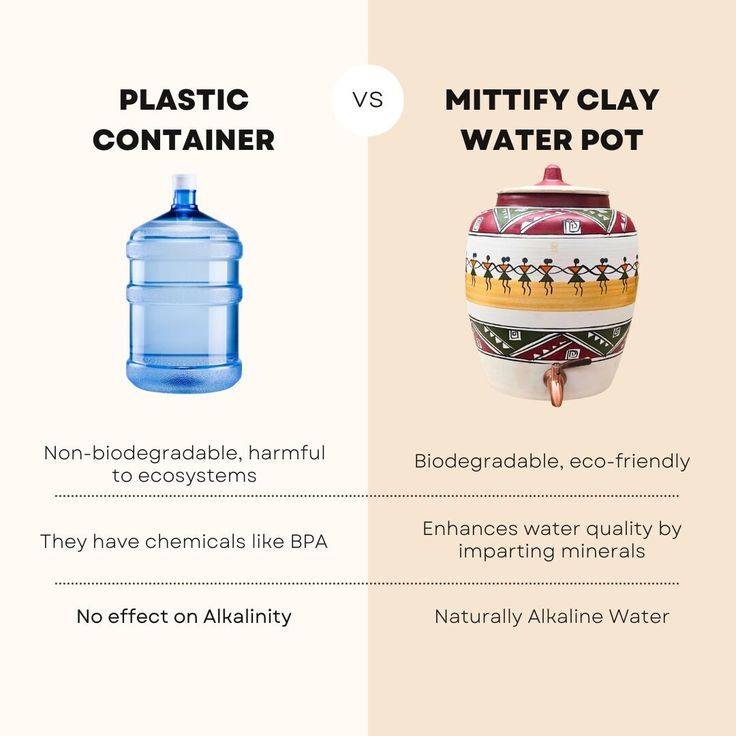 PLASTIC
CONTAINER
VS
MITTIFY CLAY
WATER POT
Non-biodegradable, harmful
to ecosystems
Biodegradable, eco-friendly
They have chemicals like BPA
Enhances water quality by
imparting minerals
No effect on Alkalinity
Naturally Alkaline Water